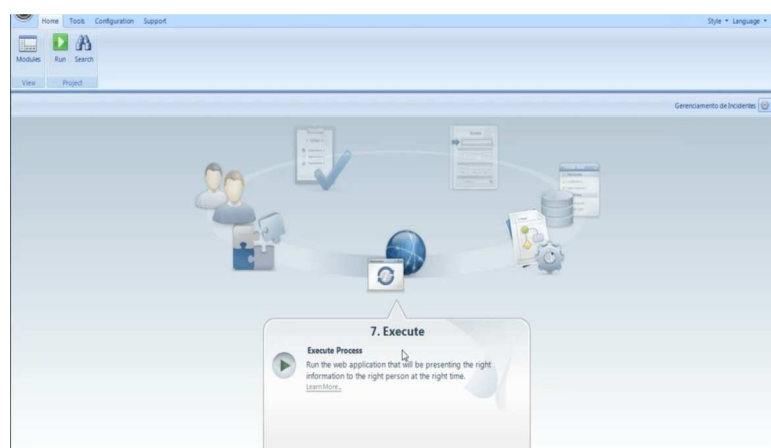 Home Tools Configuration Support
Style Language
Modules Run Search
View Project
Gerenciamento de Incidentes
7. Execute
Execute Process
Run the web application that will be presenting the right
information to the right person at the right time.
Learn More..